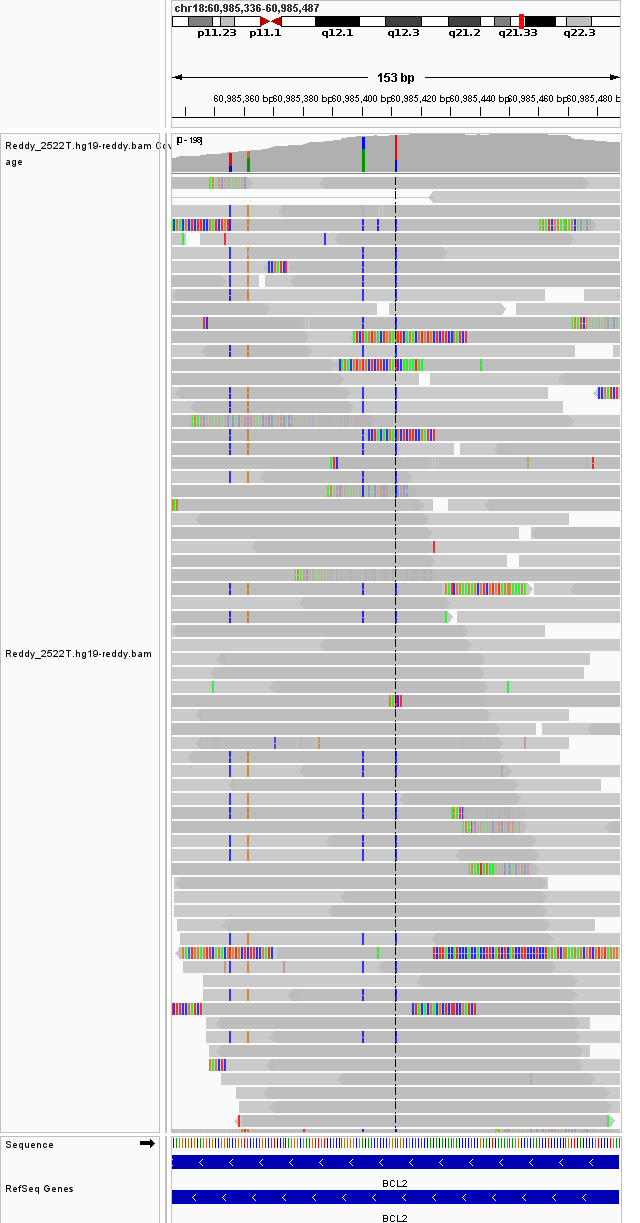 chr18:60,985,336-60,985,487
p11.23 p11.1 q12.1 q12.3 q21.2 q21.33 q22.3
153 bp
60,985,360 bp 60,985,380 bp 60,985,400 bp 60,985,420 bp 60,985,440 bp 60,985,460 bp 60,985,480 b
Reddy_2522T.hg19-reddy.bam Cov
age
[0 - 198]
Reddy_2522T.hg19-reddy.bam
Sequence
BCL2
RefSeq Genes
BCL2